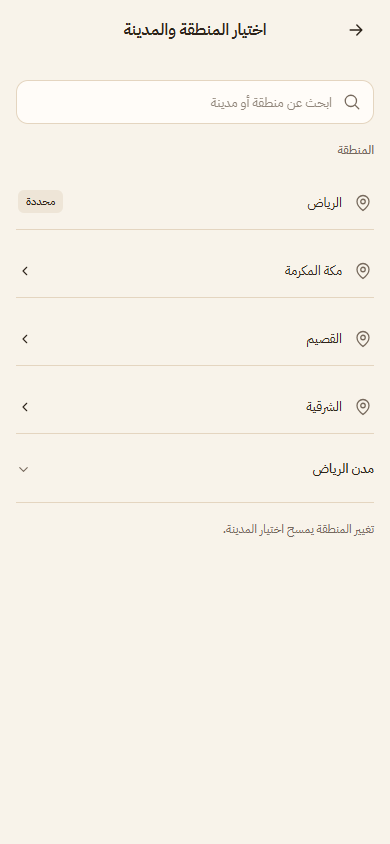 اختيار المنطقة والمدينة
ابحث عن منطقة أو مدينة
المنطقة
الرياض
محددة
مكة المكرمة
القصيم
الشرقية
مدن الرياض
تغيير المنطقة يمسح اختيار المدينة.